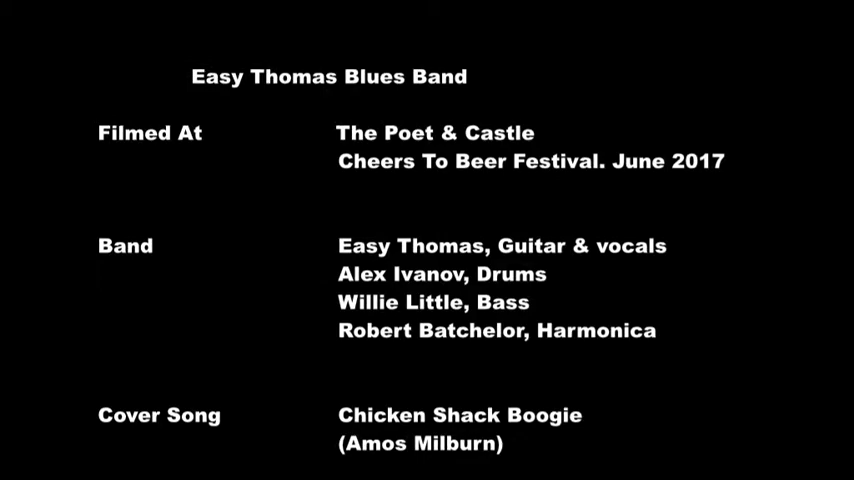 Easy Thomas Blues Band
Filmed At The Poet & Castle
Cheers To Beer Festival. June 2017
Band Easy Thomas, Guitar & vocals
Alex Ivanov, Drums
Willie Little, Bass
Robert Batchelor, Harmonica
Cover Song Chicken Shack Boogie
(Amos Milburn)